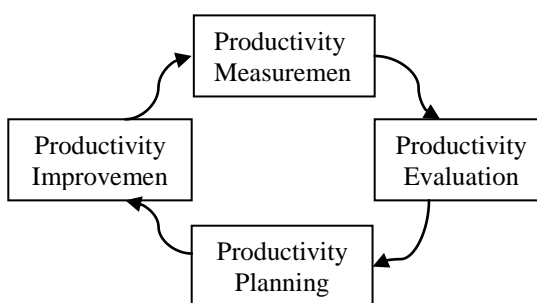 Productivity
Measuremen
Productivity
Evaluation
Productivity
Planning
Productivity
Improvemen